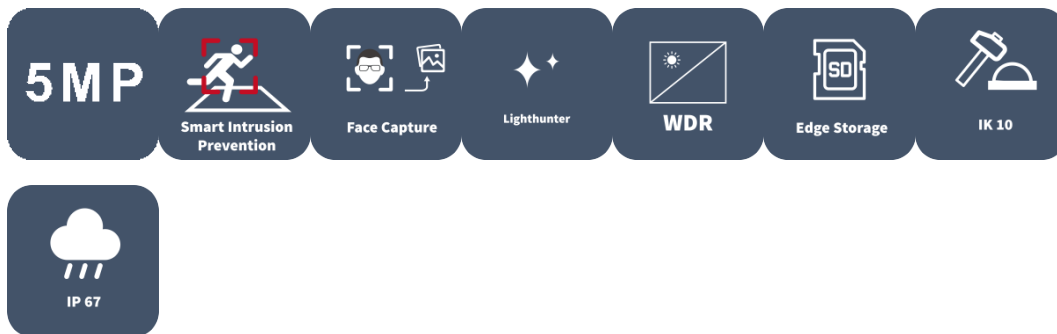 5MP
Smart Intrusion
Prevention
Face Capture
Lighthunter
WDR
SD
Edge Storage
IK 10
IP 67